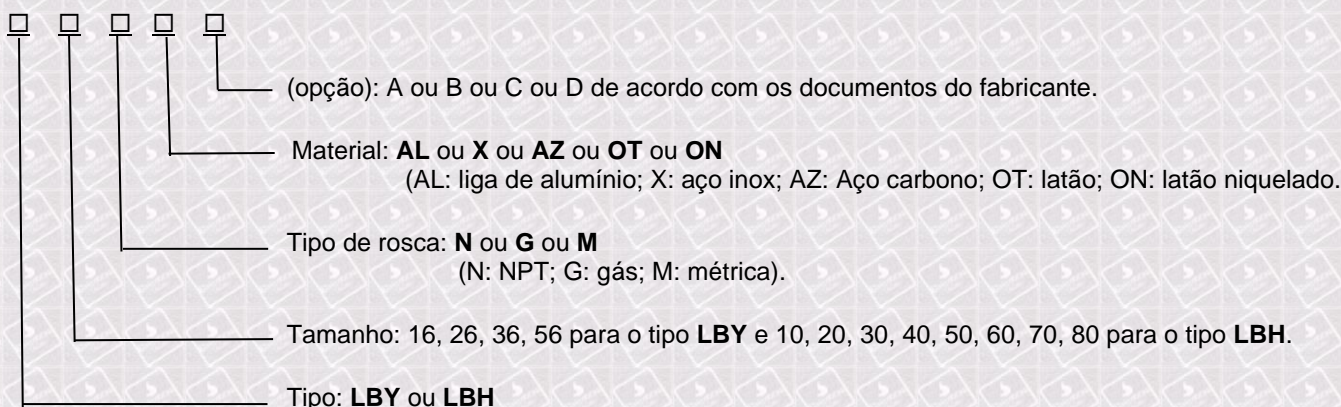 □ □ □ □ □
(opção): A ou B ou C ou D de acordo com os documentos do fabricante.
Material: AL ou X ou AZ ou OT ou ON
(AL: liga de alumínio; X: aço inox; AZ: Aço carbono; OT: latão; ON: latão niquelado.
Tipo de rosca: N ou G ou M
(N: NPT; G: gás; M: métrica).
Tamanho: 16, 26, 36, 56 para o tipo LBY e 10, 20, 30, 40, 50, 60, 70, 80 para o tipo LBH.
Tipo: LBY ou LBH